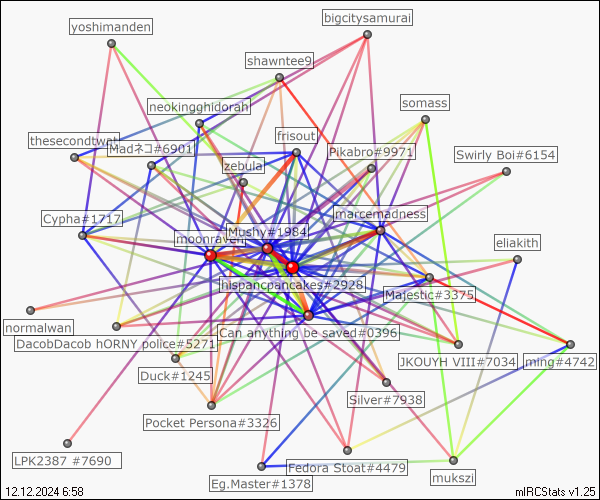 bigcitysamurai
yoshimanden
shawntee9
neokingghidorah
somass
thesecondtwat
Madネコ#6901
frisout
Pikabro#9971
Swirly Boi#6154
zebula
Cypha#1717
marcemadness
Mushy#1984
moonraven
eliakith
hispancpancakes#2928
Majestic#3375
normalwan
Can anything be saved#0396
DacobDacob hORNY police#5271
JKOUYH VIII#7034
ming#4742
Duck#1245
Silver#7938
Pocket Persona#3326
LPK2387 #7690
Fedora Stoat#4479
Eg.Master#1378
mukszi
12.12.2024 6:58
mIRCStats v1.25